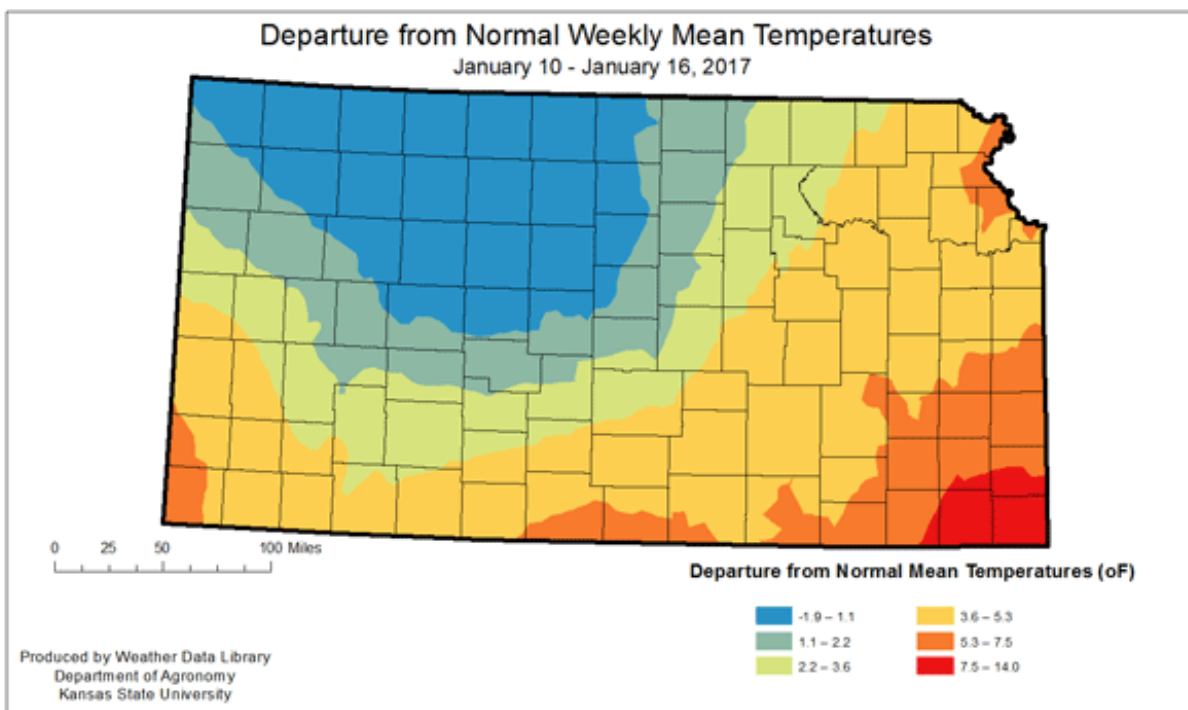 Departure from Normal Weekly Mean Temperatures
January 10 - January 16, 2017
0 25 50 100 Miles
Departure from Normal Mean Temperatures (oF)
-1.9 – 1.1
3.6 – 5.3
1.1 – 2.2
5.3 – 7.5
2.2 – 3.6
7.5 – 14.0
Produced by Weather Data Library
Department of Agronomy
Kansas State University